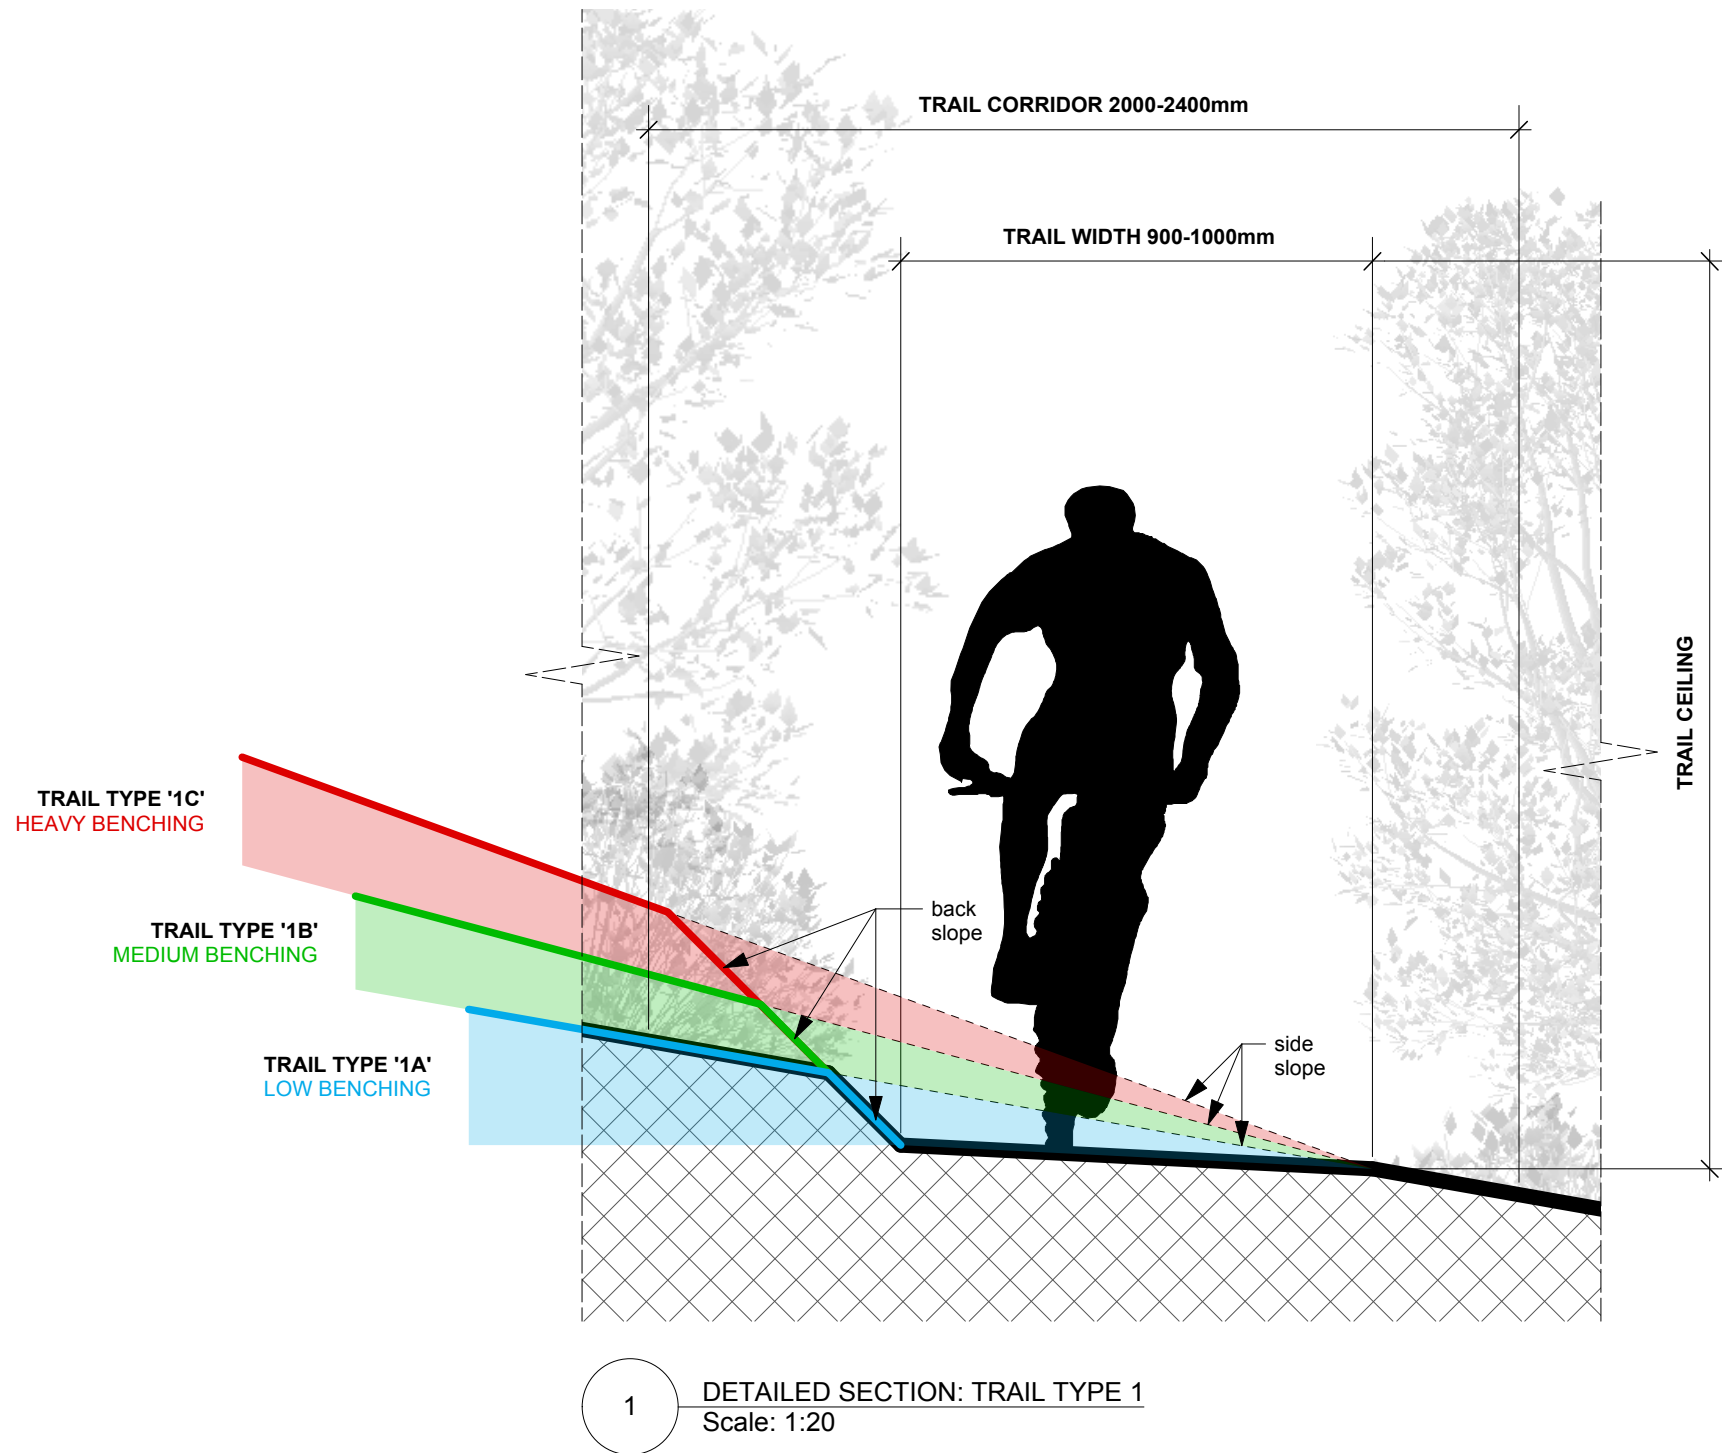 TRAIL CORRIDOR 2000-2400mm
TRAIL WIDTH 900-1000mm
TRAIL CEILING
TRAIL TYPE '1C'
HEAVY BENCHING
back
slope
TRAIL TYPE '1B'
MEDIUM BENCHING
side
slope
TRAIL TYPE '1A'
LOW BENCHING
1
DETAILED SECTION: TRAIL TYPE 1
Scale: 1:20